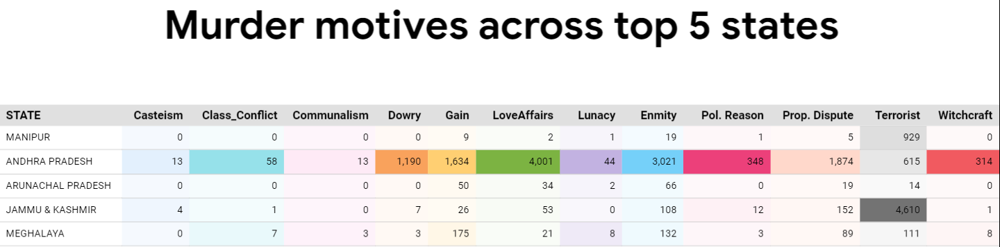 Murder motives across top 5 states
STATE Casteism Class_Conflict Communalism Dowry Gain LoveAffairs Lunacy Enmity Pol. Reason Prop. Dispute Terrorist Witchcraft
MANIPUR 0 0 0 0 9 2 1 19 1 5 929 0
ANDHRA PRADESH 13 58 13 1,190 1,634 4,001 44 3,021 348 1,874 615 314
ARUNACHAL PRADESH 0 0 0 0 50 34 2 66 0 19 14 0
JAMMU & KASHMIR 4 1 0 7 26 53 0 108 12 152 4,610 1
MEGHALAYA 0 7 3 3 175 21 8 132 3 89 111 8